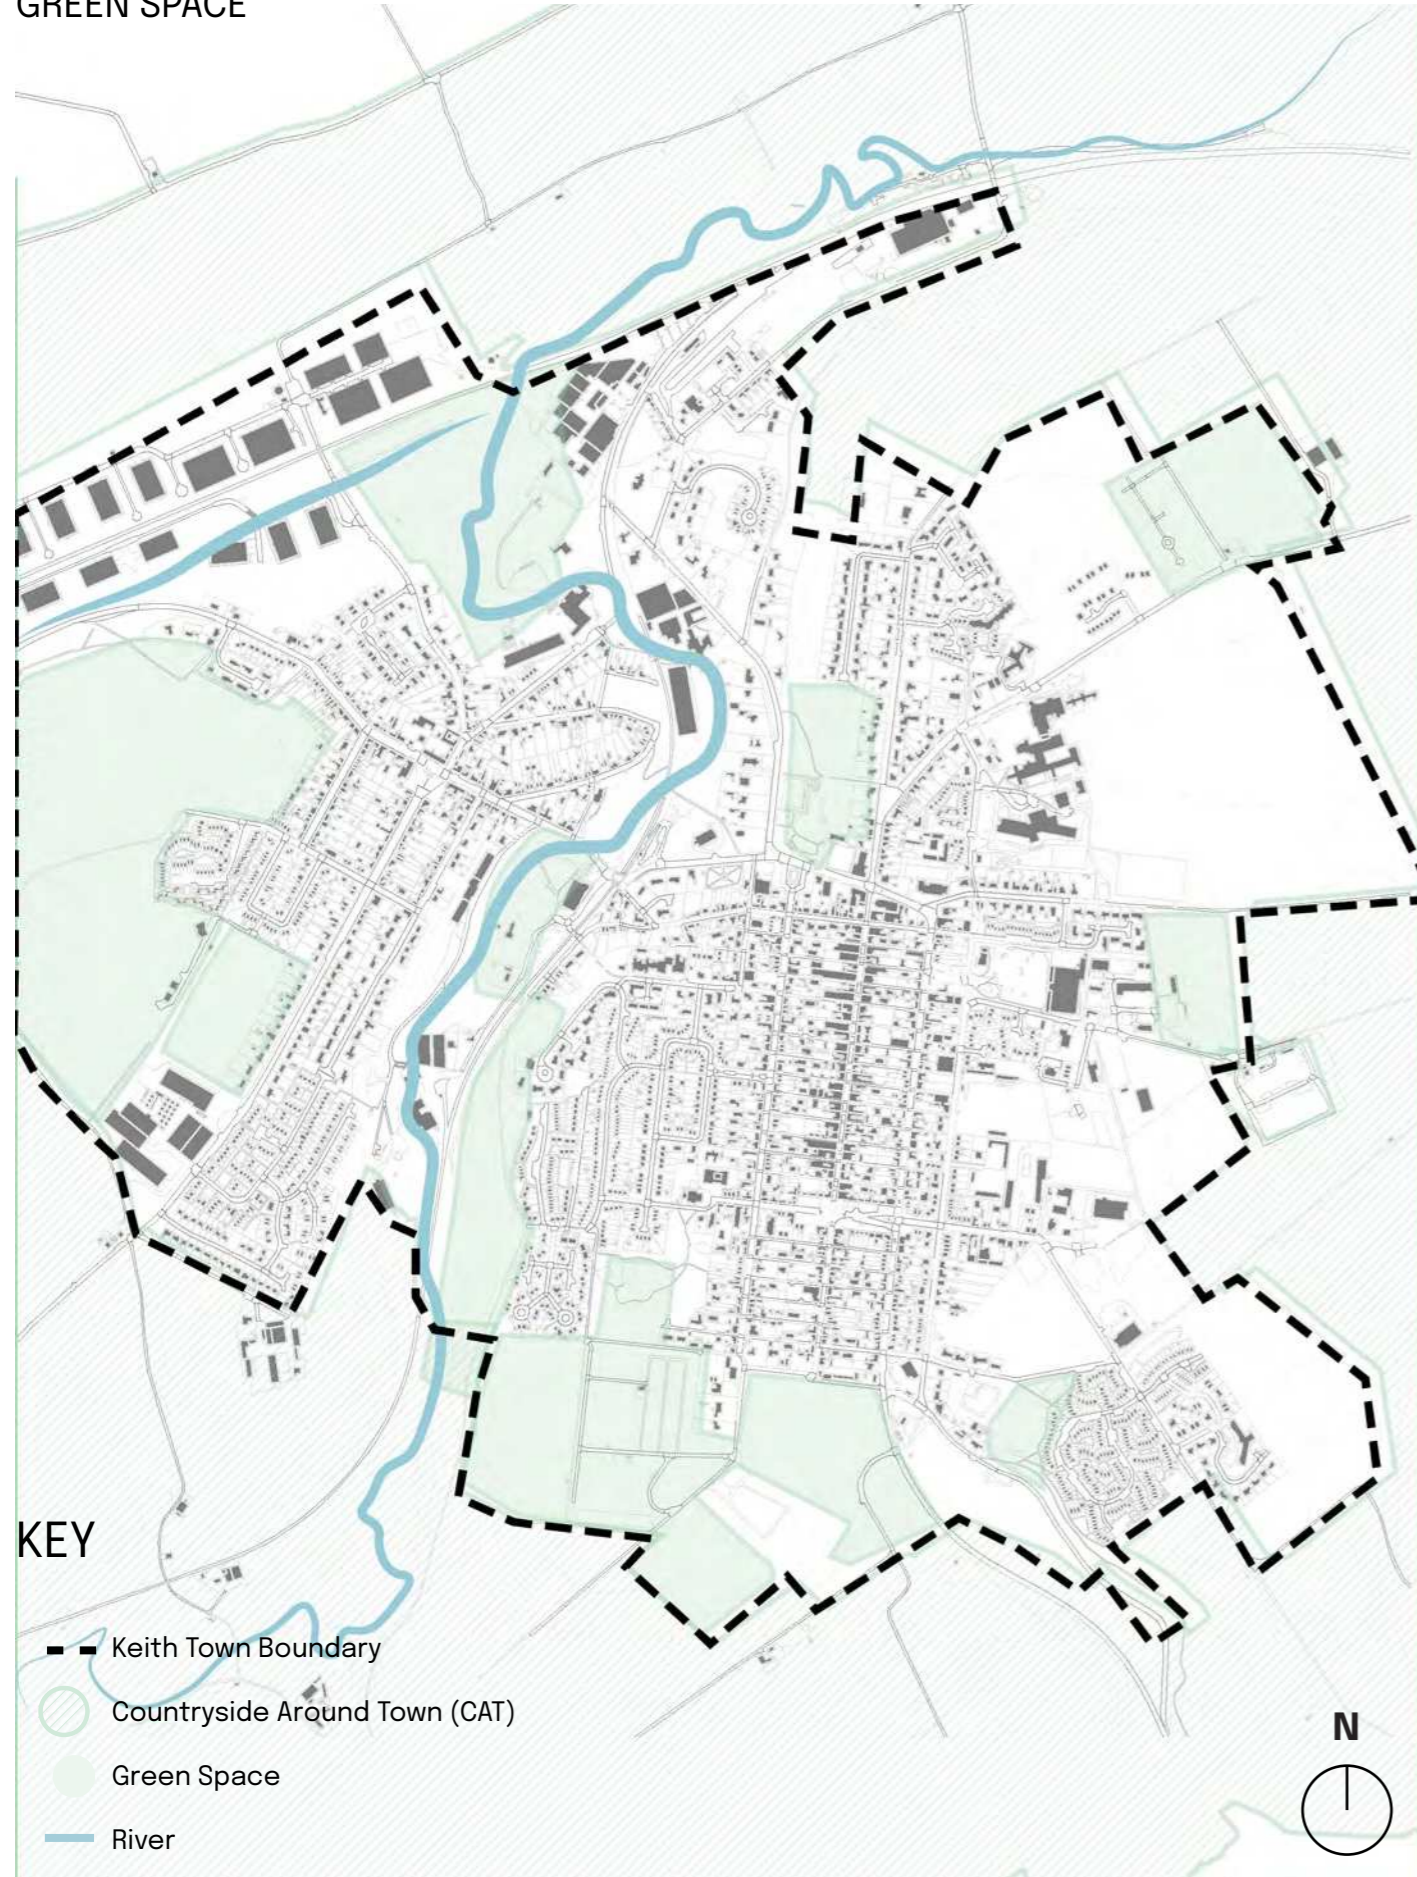 GREEN SPACE
KEY
Keith Town Boundary
Countryside Around Town (CAT)
Green Space
River
N